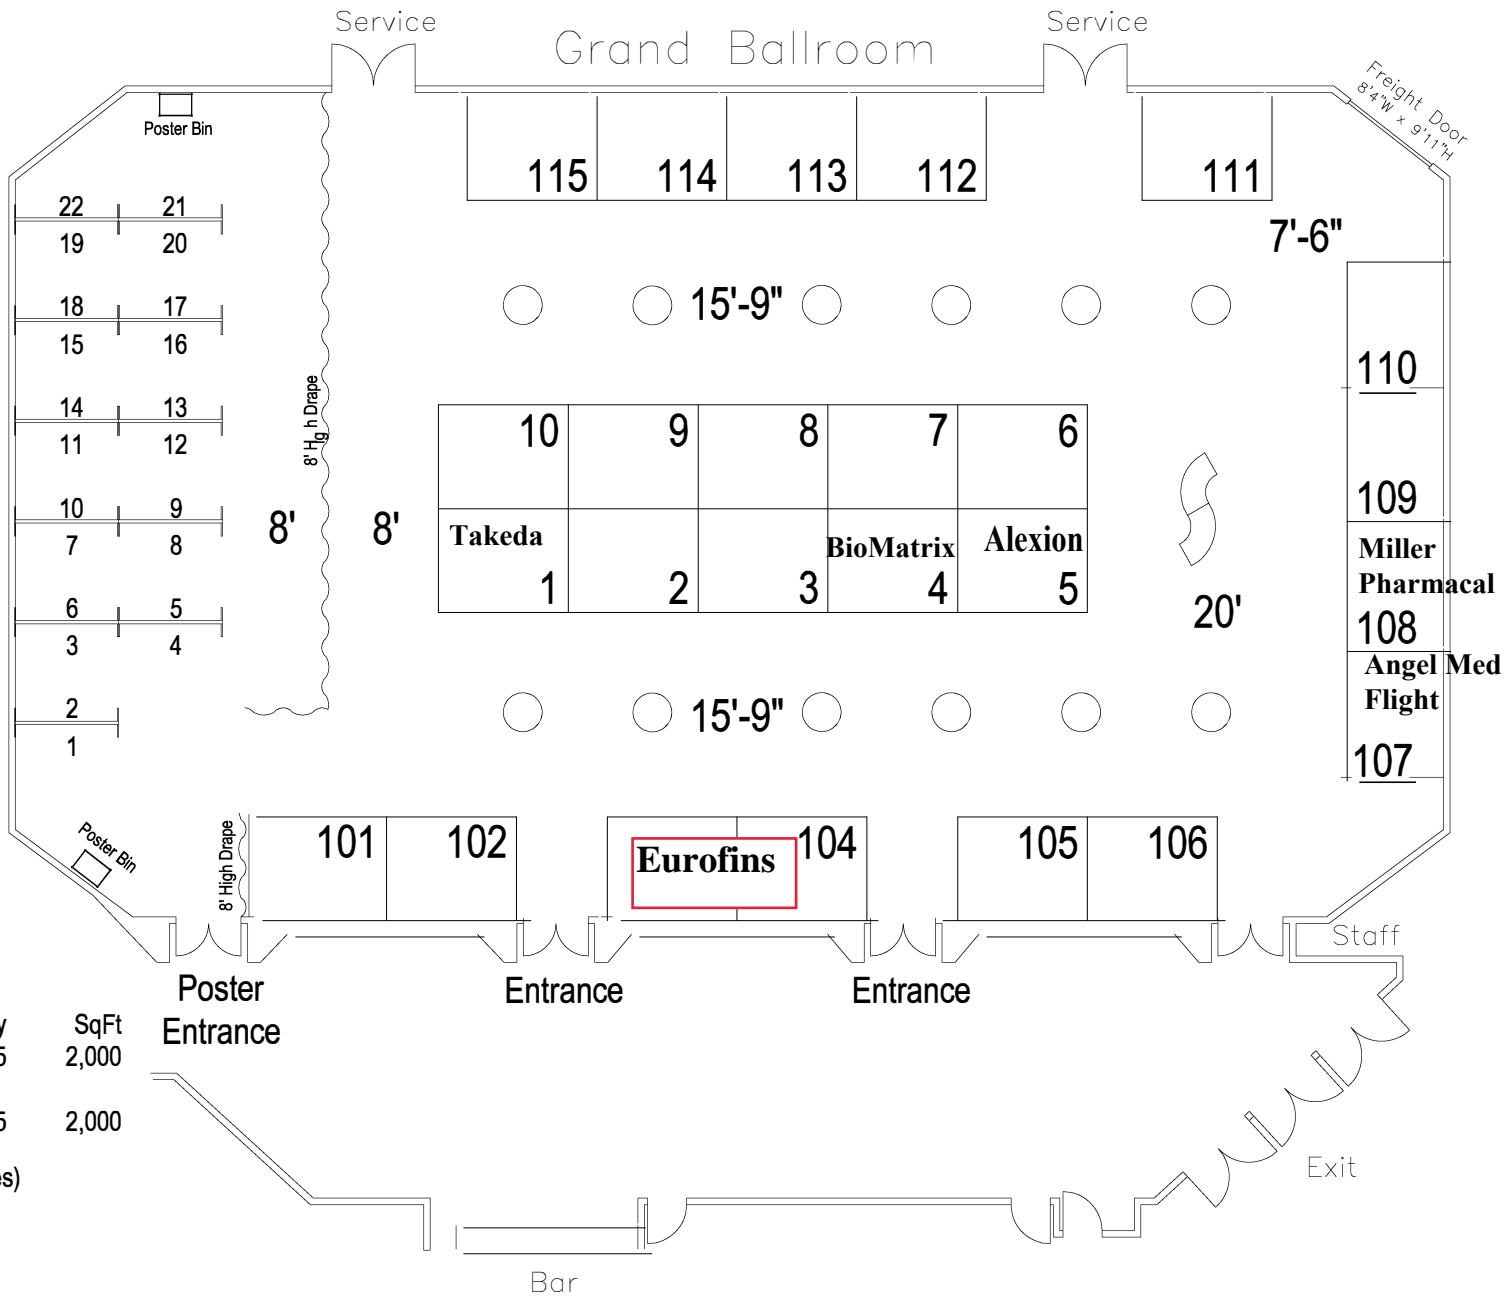 Service
Service
Grand Ballroom
Freight Door
8'4"W x 9'11"H
Poster Bin
115 114 113 112 111
22 21
19 20
7'-6"
18 17
15 16
15'-9"
110
8' High Drape
14 13
11 12
10 9 8 7 6
109
10 9
7 8
8' 8'
Takeda
BioMatrix
Alexion
1 2 3 4 5
Miller
Pharmacal
108
20'
6 5
3 4
Angel Med
Flight
107
2
1
15'-9"
Poster Bin
8' High Drape
101 102
Eurofins
104
105 106
Staff
Poster
Entrance
Entrance
Entrance
y SqFt
5 2,000
5 2,000
es)
Exit
Bar